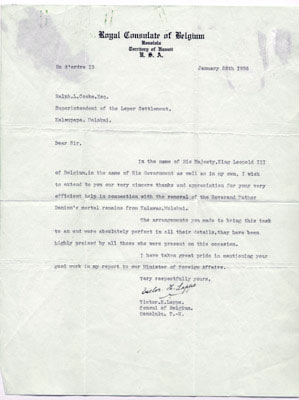 Royal Consulate of Belgium
Honolulu
Territory of Hawaii
U. S. A.
No d'ordre 13
January 28th 1936
Ralph.L.Cooke,Esq.
Superintendent of the Leper Settlement,
Kalaupapa, Molokai.
Dear Sir,
In the name of His Majesty,King Leopold III
of Belgium,in the name of His Government as well as in my own, I wish
to extend to you our very sincere thanks and appreciation for your very
efficient help in connection with the removal of the Reverend Father
Damien's mortal remains from Kalawao,Molokai.
The arrangements you made to bring this task
to an end were absolutely perfect in all their details,they have been
highly praised by all those who were present on this occasion.
I have taken great pride in mentioning your
good work in my report to our Minister of Foreign Affairs.
Very respectfully yours,
Victor H. Lappe
Victor.H.Lappe.
Consul of Belgium.
Honolulu, T.-H.